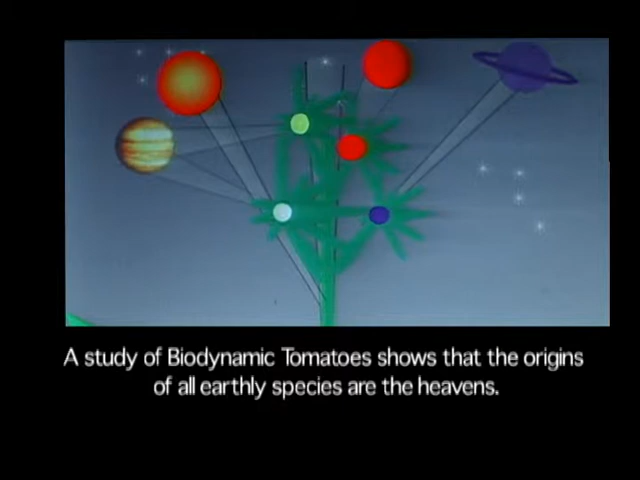 A study of Biodynamic Tomatoes shows that the origins
of all earthly species are the heavens.